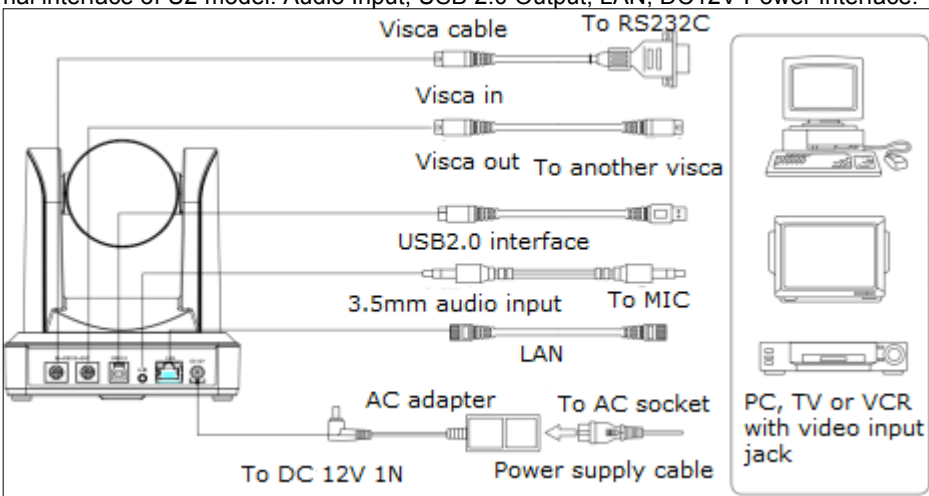 nal Interface of U2 model: Audio Input, USB 2.0 Output, LAN, DC12V Power Interface.
Visca cable
To RS232C
Visca in
Visca out
To another visca
USB2.0 interface
3.5mm audio input
To MIC
LAN
AC adapter
To AC socket
To DC 12V 1N
Power supply cable
PC, TV or VCR
with video input
jack